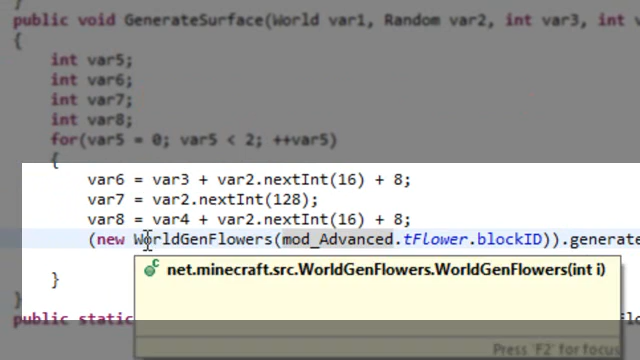 }
public void GenerateSurface(World var1, Random var2, int var3, int var
{
int var5;
int var6;
int var7;
int var8;
for(var5 = 0; var5 < 2; ++var5)
{
var6 = var3 + var2.nextInt(16) + 8;
var7 = var2.nextInt(128);
var8 = var4 + var2.nextInt(16) + 8;
(new WorldGenFlowers(mod_Advanced.tFlower.blockID)).generate
net.minecraft.src.WorldGenFlowers.WorldGenFlowers(int i)
}
}
public static
Press 'F2' for focus